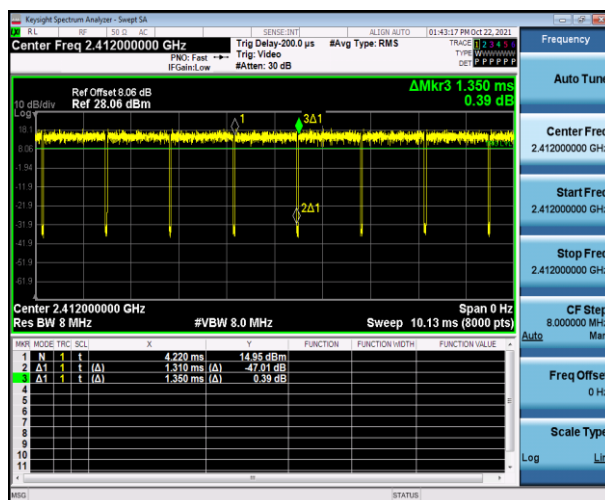 Keysight Spectrum Analyzer - Swept SA
RL RF 50 Ω AC SENSE:INT ALIGN AUTO 01:43:17 PM Oct 22, 2021
Center Freq 2.412000000 GHz
PNO: Fast
IFGain:Low
Trig Delay-200.0 µs
Trig: Video
#Atten: 30 dB
#Avg Type: RMS
TRACE 1 2 3 4 5 6
TYPE
DET P P P P P P
ΔMkr3 1.350 ms
0.39 dB
Ref Offset 8.06 dB
10 dB/div Ref 28.06 dBm
Log
18.1
8.06
-1.94
-11.9
-21.9
-31.9
-41.9
-51.9
-61.9
1
3Δ1
2Δ1
Center 2.412000000 GHz Span 0 Hz
Res BW 8 MHz #VBW 8.0 MHz Sweep 10.13 ms (8000 pts)
MKR MODE TRC SCL X Y FUNCTION FUNCTION WIDTH FUNCTION VALUE
1 N 1 t 4.220 ms 14.95 dBm
2 Δ1 1 t (Δ) 1.310 ms (Δ) -47.01 dB
3 Δ1 1 t (Δ) 1.350 ms (Δ) 0.39 dB
4
5
6
7
8
9
10
11
MSG STATUS
Frequency
Auto Tune
Center Freq
2.412000000 GHz
Start Freq
2.412000000 GHz
Stop Freq
2.412000000 GHz
CF Step
8.000000 MHz
Auto Man
Freq Offset
0 Hz
Scale Type
Log Lin